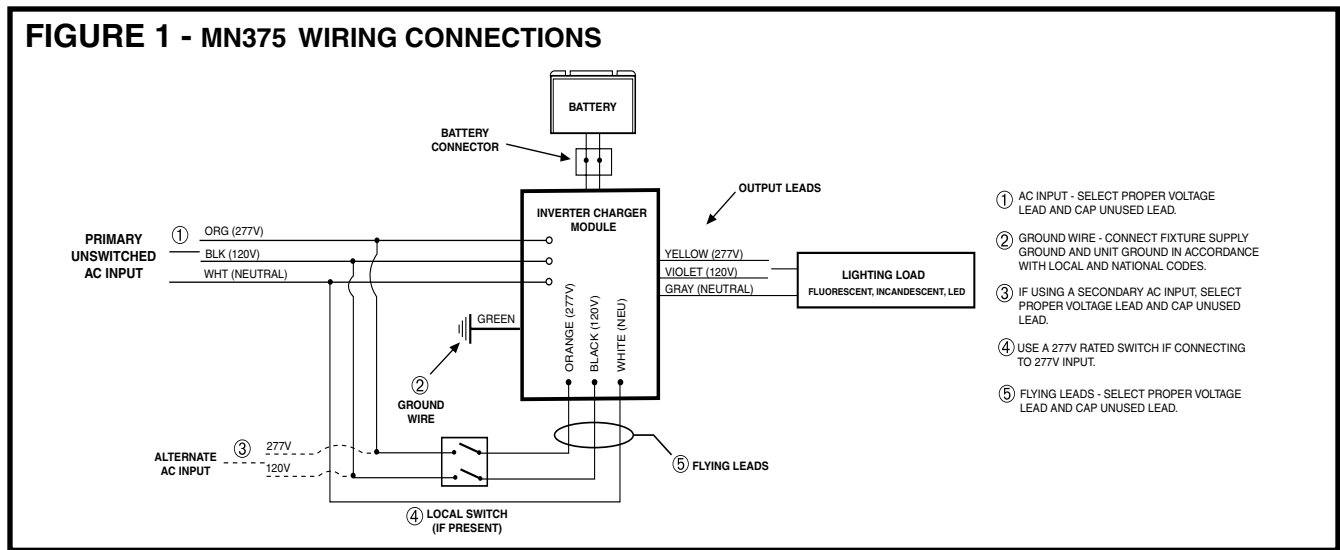 FIGURE 1 - MN375 WIRING CONNECTIONS
BATTERY
BATTERY
CONNECTOR
OUTPUT LEADS
INVERTER CHARGER
MODULE
PRIMARY
UNSWITCHED
AC INPUT
① ORG (277V)
BLK (120V)
WHT (NEUTRAL)
YELLOW (277V)
VIOLET (120V)
GRAY (NEUTRAL)
LIGHTING LOAD
FLUORESCENT, INCANDESCENT, LED
GREEN
②
GROUND
WIRE
ORANGE (277V)
BLACK (120V)
WHITE (NEU)
ALTERNATE
AC INPUT
③ 277V
120V
⑤ FLYING LEADS
④ LOCAL SWITCH
(IF PRESENT)
① AC INPUT - SELECT PROPER VOLTAGE
LEAD AND CAP UNUSED LEAD.
② GROUND WIRE - CONNECT FIXTURE SUPPLY
GROUND AND UNIT GROUND IN ACCORDANCE
WITH LOCAL AND NATIONAL CODES.
③ IF USING A SECONDARY AC INPUT, SELECT
PROPER VOLTAGE LEAD AND CAP UNUSED
LEAD.
④ USE A 277V RATED SWITCH IF CONNECTING
TO 277V INPUT.
⑤ FLYING LEADS - SELECT PROPER VOLTAGE
LEAD AND CAP UNUSED LEAD.